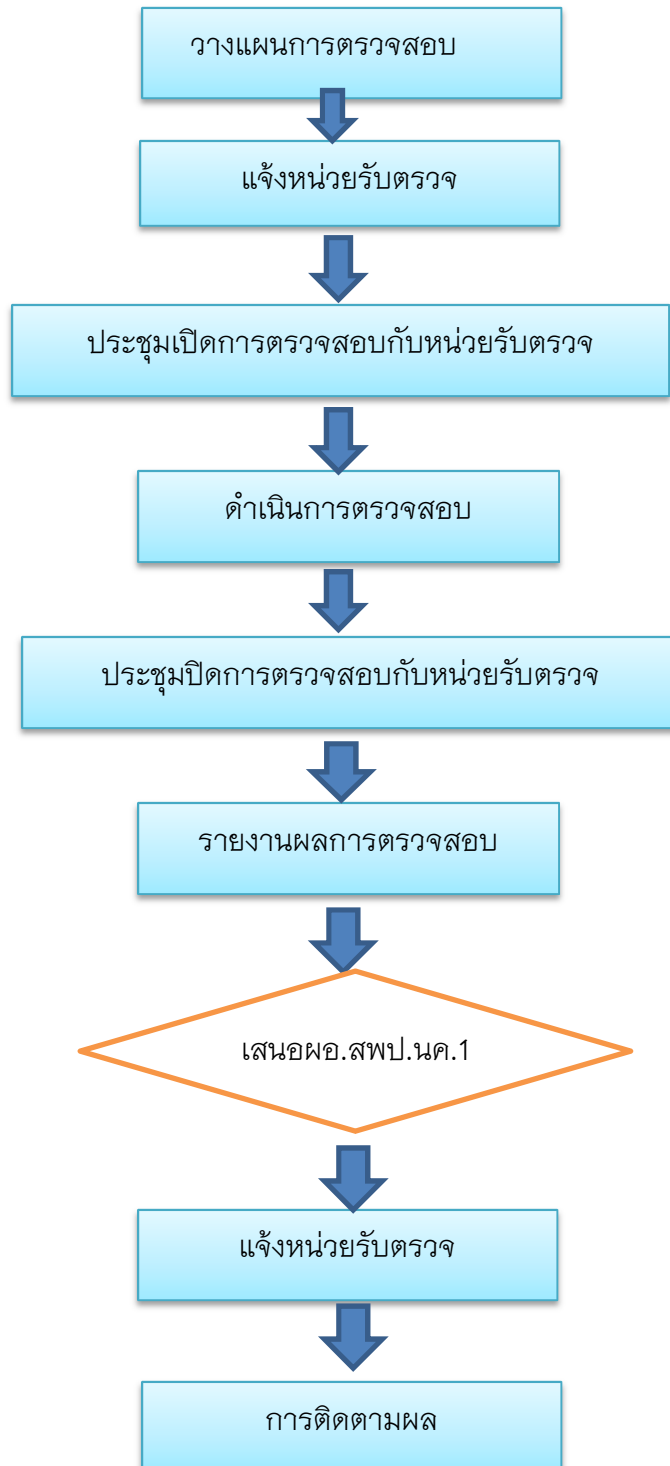 วางแผนการตรวจสอบ
แจ้งหน่วยรับตรวจ
ประชุมเปิดการตรวจสอบกับหน่วยรับตรวจ
ดำเนินการตรวจสอบ
ประชุมปิดการตรวจสอบกับหน่วยรับตรวจ
รายงานผลการตรวจสอบ
เสนอผอ.สพป.นค.1
แจ้งหน่วยรับตรวจ
การติดตามผล